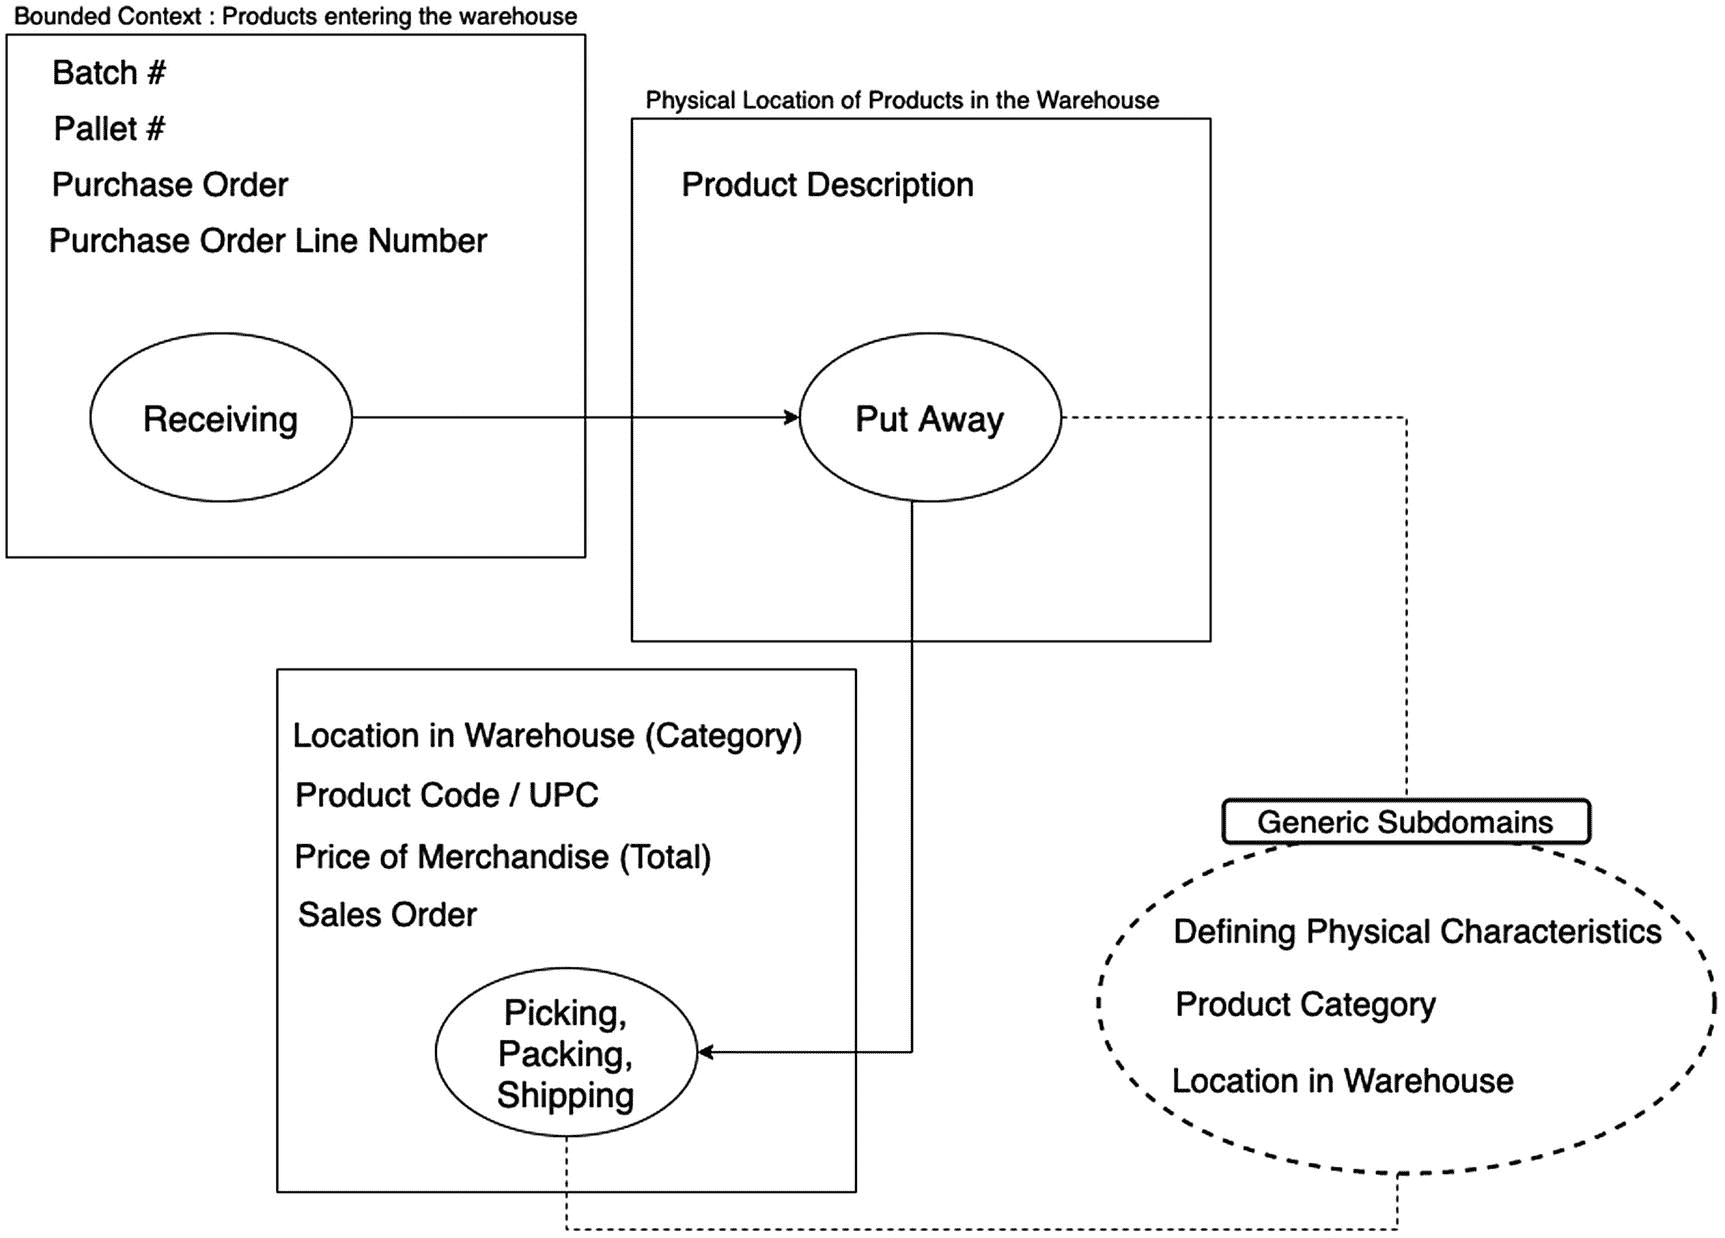 Bounded Context : Products entering the warehouse
Batch #
Pallet #
Purchase Order
Purchase Order Line Number
Receiving
Physical Location of Products in the Warehouse
Product Description
Put Away
Location in Warehouse (Category)
Product Code / UPC
Price of Merchandise (Total)
Sales Order
Picking,
Packing,
Shipping
Generic Subdomains
Defining Physical Characteristics
Product Category
Location in Warehouse